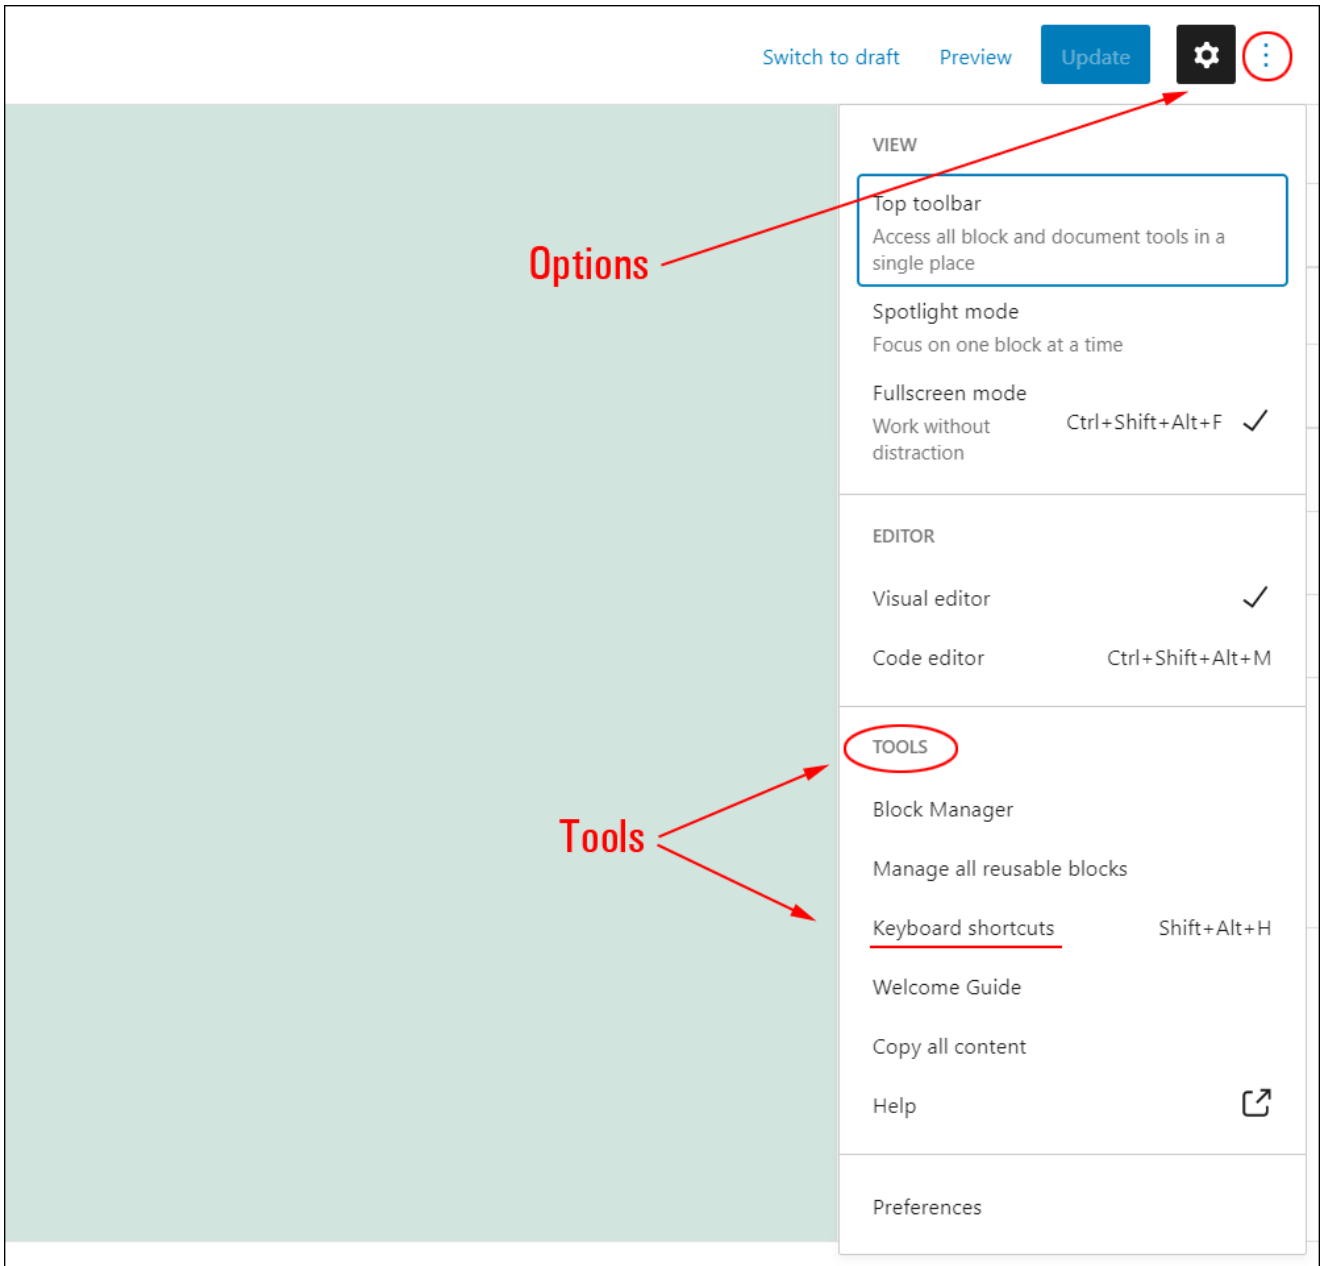 Switch to draft Preview Update
VIEW
Top toolbar
Access all block and document tools in a
single place
Options
Spotlight mode
Focus on one block at a time
Fullscreen mode
Work without Ctrl+Shift+Alt+F
distraction
EDITOR
Visual editor
Code editor Ctrl+Shift+Alt+M
TOOLS
Block Manager
Tools
Manage all reusable blocks
Keyboard shortcuts Shift+Alt+H
Welcome Guide
Copy all content
Help
Preferences